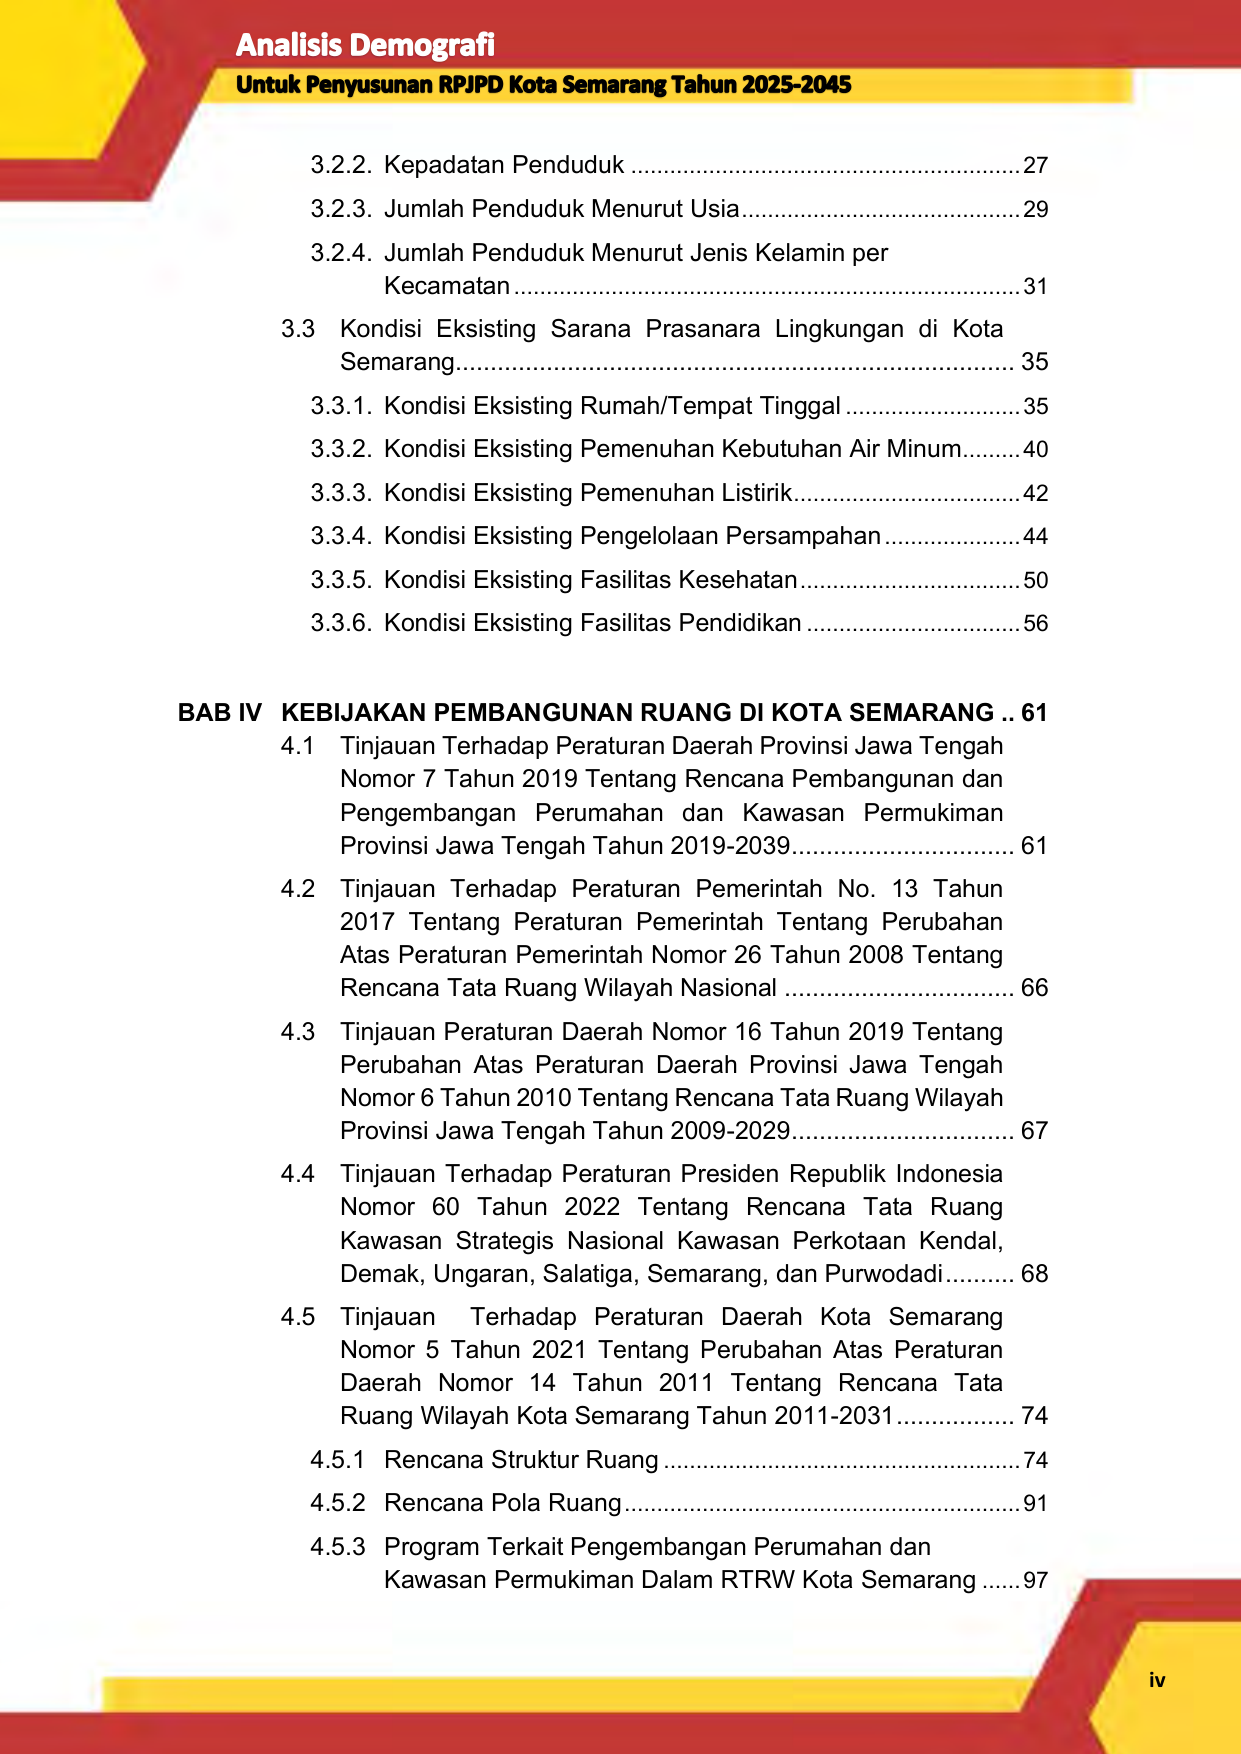 Analisis Demografi
Untuk Penyusunan RPJPD Kota Semarang Tahun 2025-2045
3.2.2. Kepadatan Penduduk ............................................................ 27
3.2.3. Jumlah Penduduk Menurut Usia........................................... 29
3.2.4. Jumlah Penduduk Menurut Jenis Kelamin per
Kecamatan .............................................................................. 31
3.3 Kondisi Eksisting Sarana Prasanara Lingkungan di Kota
Semarang............................................................................... 35
3.3.1. Kondisi Eksisting Rumah/Tempat Tinggal ........................... 35
3.3.2. Kondisi Eksisting Pemenuhan Kebutuhan Air Minum......... 40
3.3.3. Kondisi Eksisting Pemenuhan Listirik................................... 42
3.3.4. Kondisi Eksisting Pengelolaan Persampahan ..................... 44
3.3.5. Kondisi Eksisting Fasilitas Kesehatan.................................. 50
3.3.6. Kondisi Eksisting Fasilitas Pendidikan ................................. 56
BAB IV KEBIJAKAN PEMBANGUNAN RUANG DI KOTA SEMARANG .. 61
4.1 Tinjauan Terhadap Peraturan Daerah Provinsi Jawa Tengah
Nomor 7 Tahun 2019 Tentang Rencana Pembangunan dan
Pengembangan Perumahan dan Kawasan Permukiman
Provinsi Jawa Tengah Tahun 2019-2039................................ 61
4.2 Tinjauan Terhadap Peraturan Pemerintah No. 13 Tahun
2017 Tentang Peraturan Pemerintah Tentang Perubahan
Atas Peraturan Pemerintah Nomor 26 Tahun 2008 Tentang
Rencana Tata Ruang Wilayah Nasional ................................. 66
4.3 Tinjauan Peraturan Daerah Nomor 16 Tahun 2019 Tentang
Perubahan Atas Peraturan Daerah Provinsi Jawa Tengah
Nomor 6 Tahun 2010 Tentang Rencana Tata Ruang Wilayah
Provinsi Jawa Tengah Tahun 2009-2029................................ 67
4.4 Tinjauan Terhadap Peraturan Presiden Republik Indonesia
Nomor 60 Tahun 2022 Tentang Rencana Tata Ruang
Kawasan Strategis Nasional Kawasan Perkotaan Kendal,
Demak, Ungaran, Salatiga, Semarang, dan Purwodadi.......... 68
4.5 Tinjauan Terhadap Peraturan Daerah Kota Semarang
Nomor 5 Tahun 2021 Tentang Perubahan Atas Peraturan
Daerah Nomor 14 Tahun 2011 Tentang Rencana Tata
Ruang Wilayah Kota Semarang Tahun 2011-2031................. 74
4.5.1 Rencana Struktur Ruang ....................................................... 74
4.5.2 Rencana Pola Ruang............................................................. 91
4.5.3 Program Terkait Pengembangan Perumahan dan
Kawasan Permukiman Dalam RTRW Kota Semarang ...... 97
iv